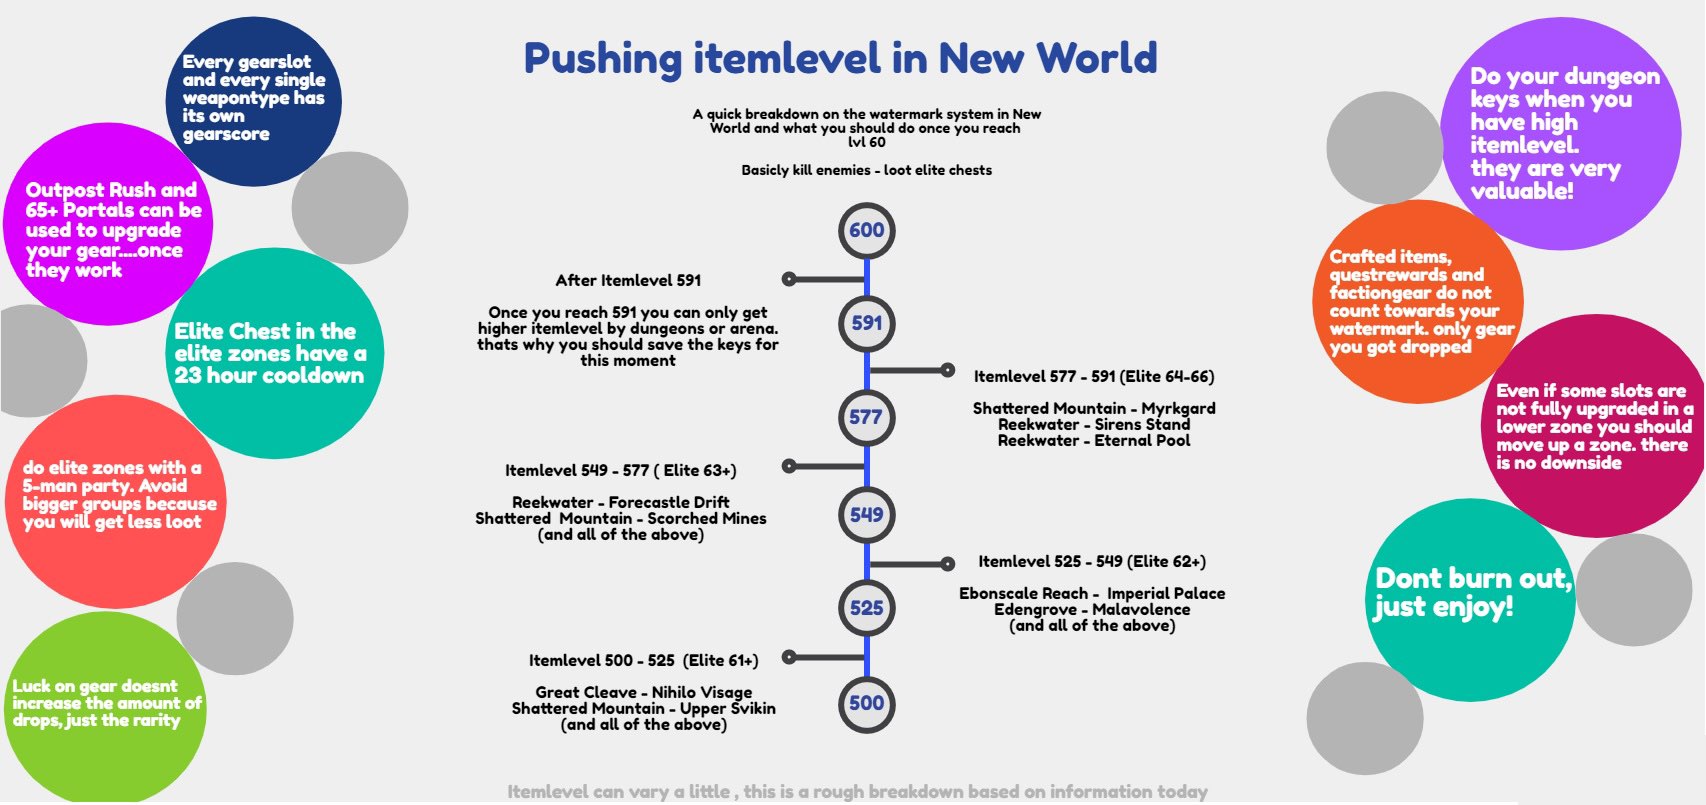 Pushing itemlevel in New World
A quick breakdown on the watermark system in New
World and what you should do once you reach
lvl 60
Basicly kill enemies - loot elite chests
Every gearslot
and every single
weapontype has
its own
gearscore
Outpost Rush and
65+ Portals can be
used to upgrade
your gear....once
they work
Elite Chest in the
elite zones have a
23 hour cooldown
do elite zones with a
5-man party. Avoid
bigger groups because
you will get less loot
Luck on gear doesnt
increase the amount of
drops, just the rarity
600
After Itemlevel 591
Once you reach 591 you can only get
higher itemlevel by dungeons or arena.
thats why you should save the keys for
this moment
591
Itemlevel 577 - 591 (Elite 64-66)
Shattered Mountain - Myrkgard
Reekwater - Sirens Stand
Reekwater - Eternal Pool
577
Itemlevel 549 - 577 ( Elite 63+)
Reekwater - Forecastle Drift
Shattered  Mountain - Scorched Mines
(and all of the above)
549
Itemlevel 525 - 549 (Elite 62+)
Ebonscale Reach -  Imperial Palace
Edengrove - Malavolence
(and all of the above)
525
Itemlevel 500 - 525  (Elite 61+)
Great Cleave - Nihilo Visage
Shattered Mountain - Upper Svikin
(and all of the above)
500
Do your dungeon
keys when you
have high
itemlevel.
they are very
valuable!
Crafted items,
questrewards and
factiongear do not
count towards your
watermark. only gear
you got dropped
Even if some slots are
not fully upgraded in a
lower zone you should
move up a zone. there
is no downside
Dont burn out,
just enjoy!
Itemlevel can vary a little , this is a rough breakdown based on information today